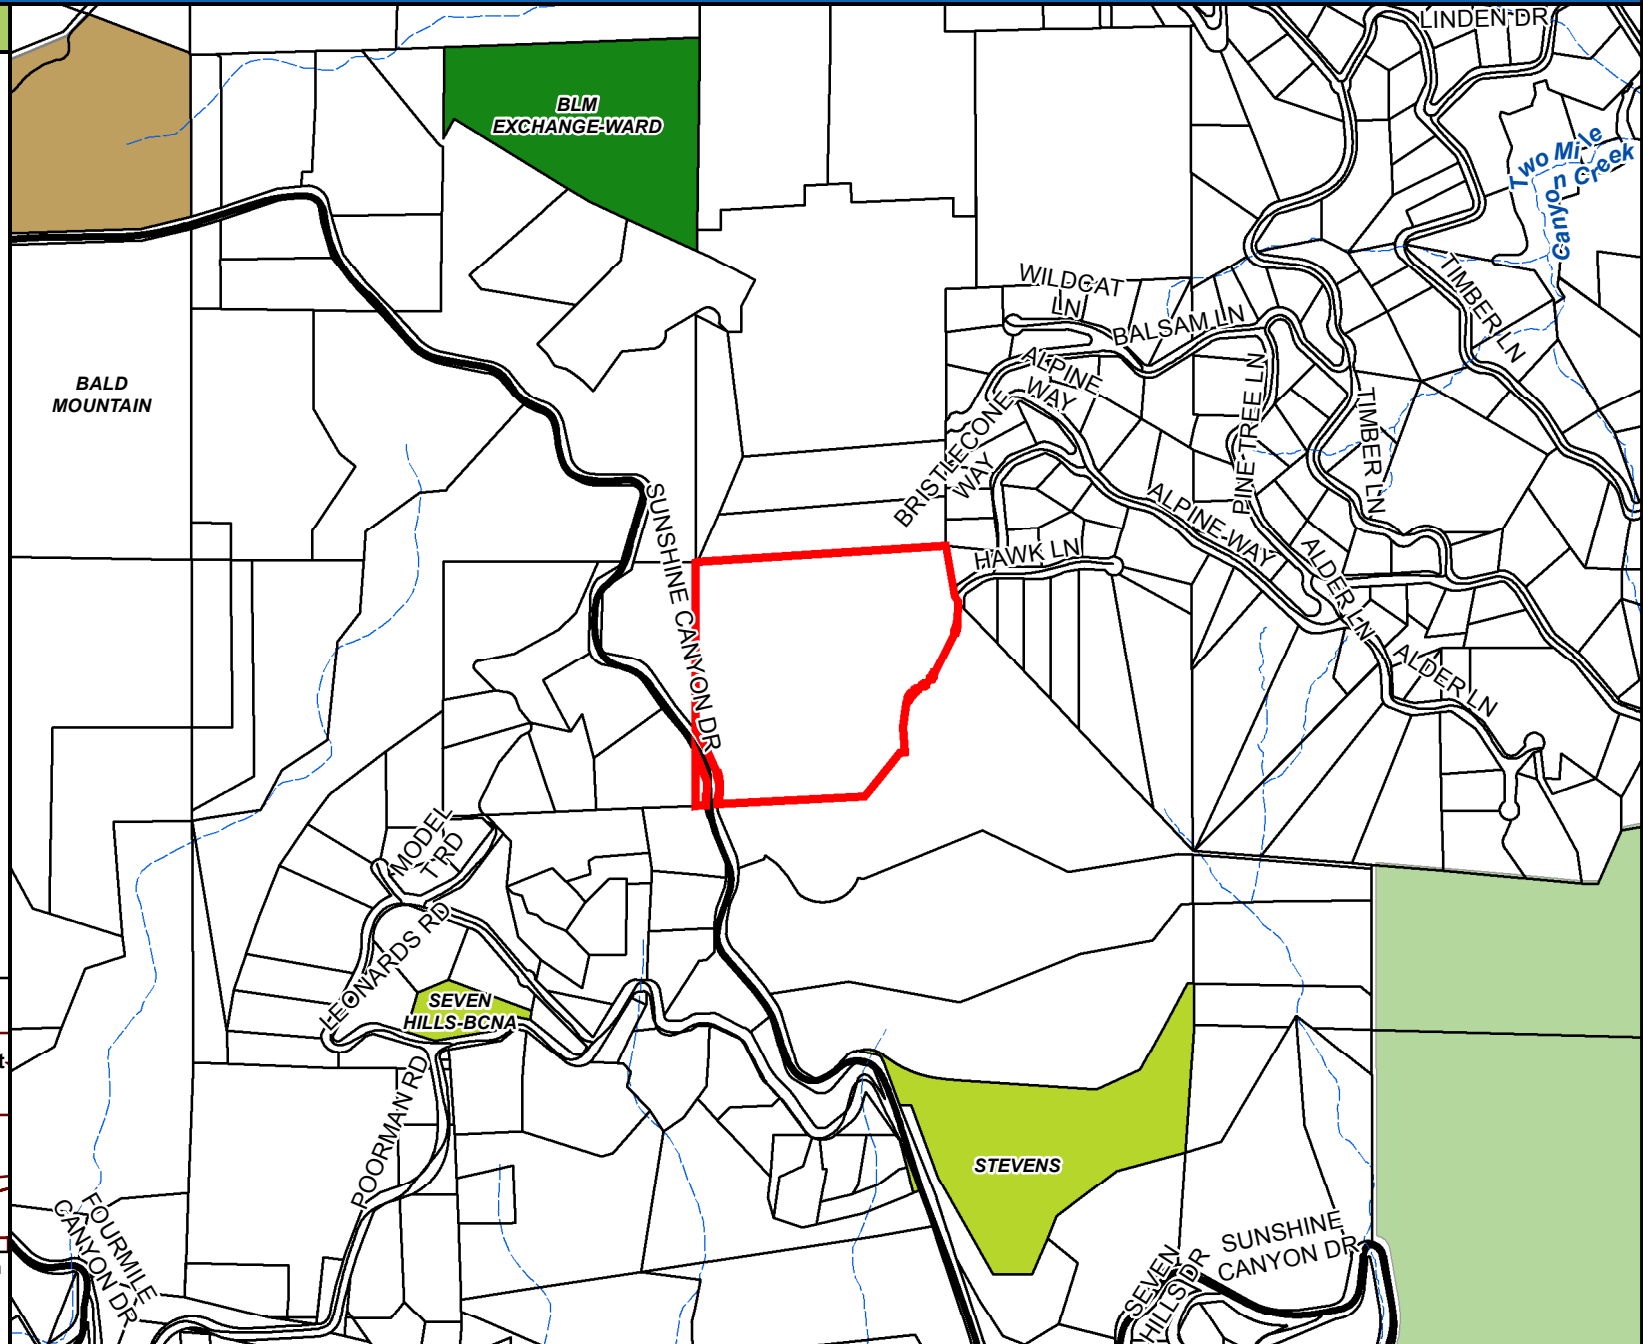 LINDEN DR
BLM
EXCHANGE-WARD
Two Mile
Canyon Creek
WILDCAT
LN
BALSAM LN
TIMBER LN
ALPINE
WAY
BALD
MOUNTAIN
PINE TREE LN
TIMBER LN
BRISTLECONE
WAY
ALPINE WAY
SUNSHINE CANYON DR
HAWK LN
ALDER LN
ALDER LN
MODEL
T RD
LEONARDS RD
SEVEN
HILLS-BCNA
POORMAN RD
STEVENS
FOURMILE
CANYON DR
SUNSHINE
CANYON DR
SEVEN
HILLS DR